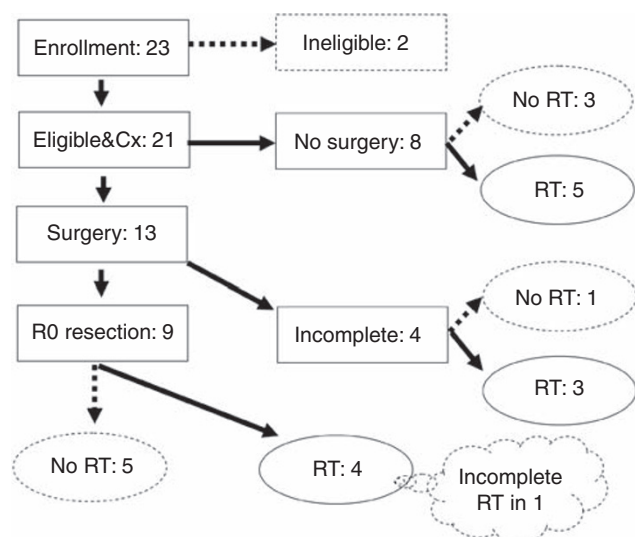 Enrollment: 23
Ineligible: 2
No RT: 3
Eligible&Cx: 21
No surgery: 8
RT: 5
Surgery: 13
No RT: 1
R0 resection: 9
Incomplete: 4
RT: 3
No RT: 5
RT: 4
Incomplete
RT in 1